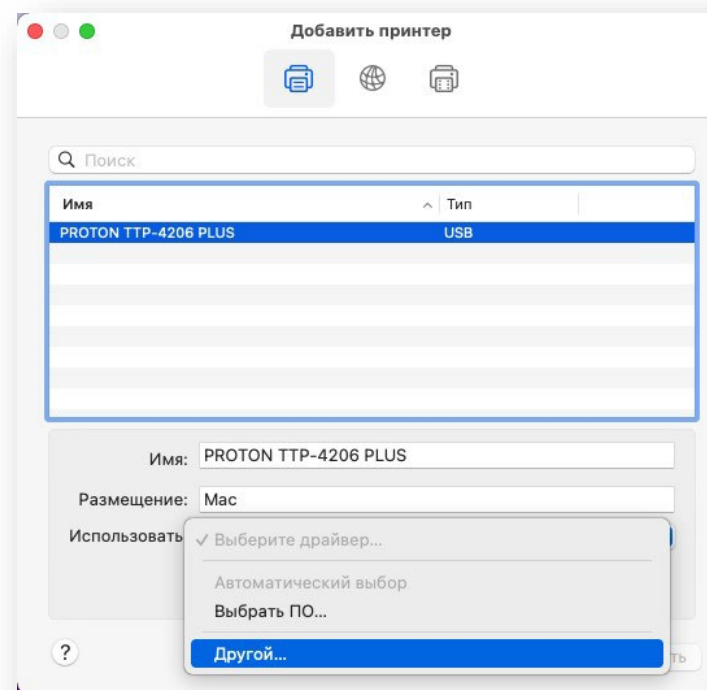 Добавить принтер
Поиск
Имя Тип
PROTON TTP-4206 PLUS USB
Имя: PROTON TTP-4206 PLUS
Размещение: Mac
Использовать
✓ Выберите драйвер...
Автоматический выбор
Выбрать ПО...
Другой...
?
ть